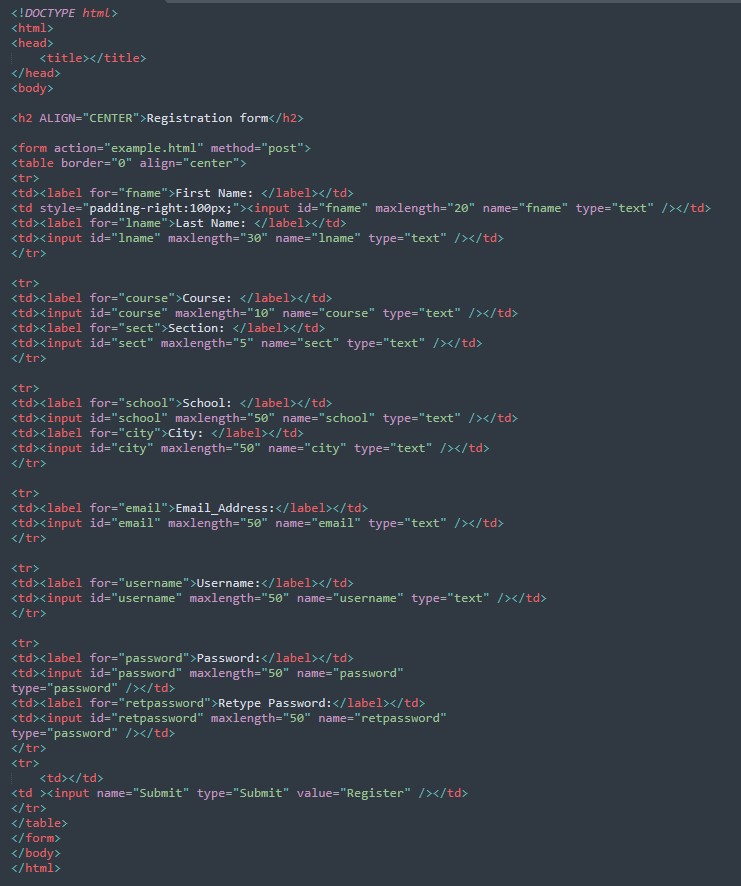 <!DOCTYPE html>
<html>
<head>
    <title></title>
</head>
<body>

<h2 ALIGN="CENTER">Registration form</h2>

<form action="example.html" method="post">
<table border="0" align="center">
<tr>
<td><label for="fname">First Name: </label></td>
<td style="padding-right:100px;"><input id="fname" maxlength="20" name="fname" type="text" /></td>
<td><label for="lname">Last Name: </label></td>
<td><input id="lname" maxlength="30" name="lname" type="text" /></td>
</tr>

<tr>
<td><label for="course">Course: </label></td>
<td><input id="course" maxlength="10" name="course" type="text" /></td>
<td><label for="sect">Section: </label></td>
<td><input id="sect" maxlength="5" name="sect" type="text" /></td>
</tr>

<tr>
<td><label for="school">School: </label></td>
<td><input id="school" maxlength="50" name="school" type="text" /></td>
<td><label for="city">City: </label></td>
<td><input id="city" maxlength="50" name="city" type="text" /></td>
</tr>

<tr>
<td><label for="email">Email_Address:</label></td>
<td><input id="email" maxlength="50" name="email" type="text" /></td>
</tr>

<tr>
<td><label for="username">Username:</label></td>
<td><input id="username" maxlength="50" name="username" type="text" /></td>
</tr>

<tr>
<td><label for="password">Password:</label></td>
<td><input id="password" maxlength="50" name="password"
type="password" /></td>
<td><label for="retpassword">Retype Password:</label></td>
<td><input id="retpassword" maxlength="50" name="retpassword"
type="password" /></td>
</tr>
<tr>
    <td></td>
<td ><input name="Submit" type="Submit" value="Register" /></td>
</tr>
</table>
</form>
</body>
</html>